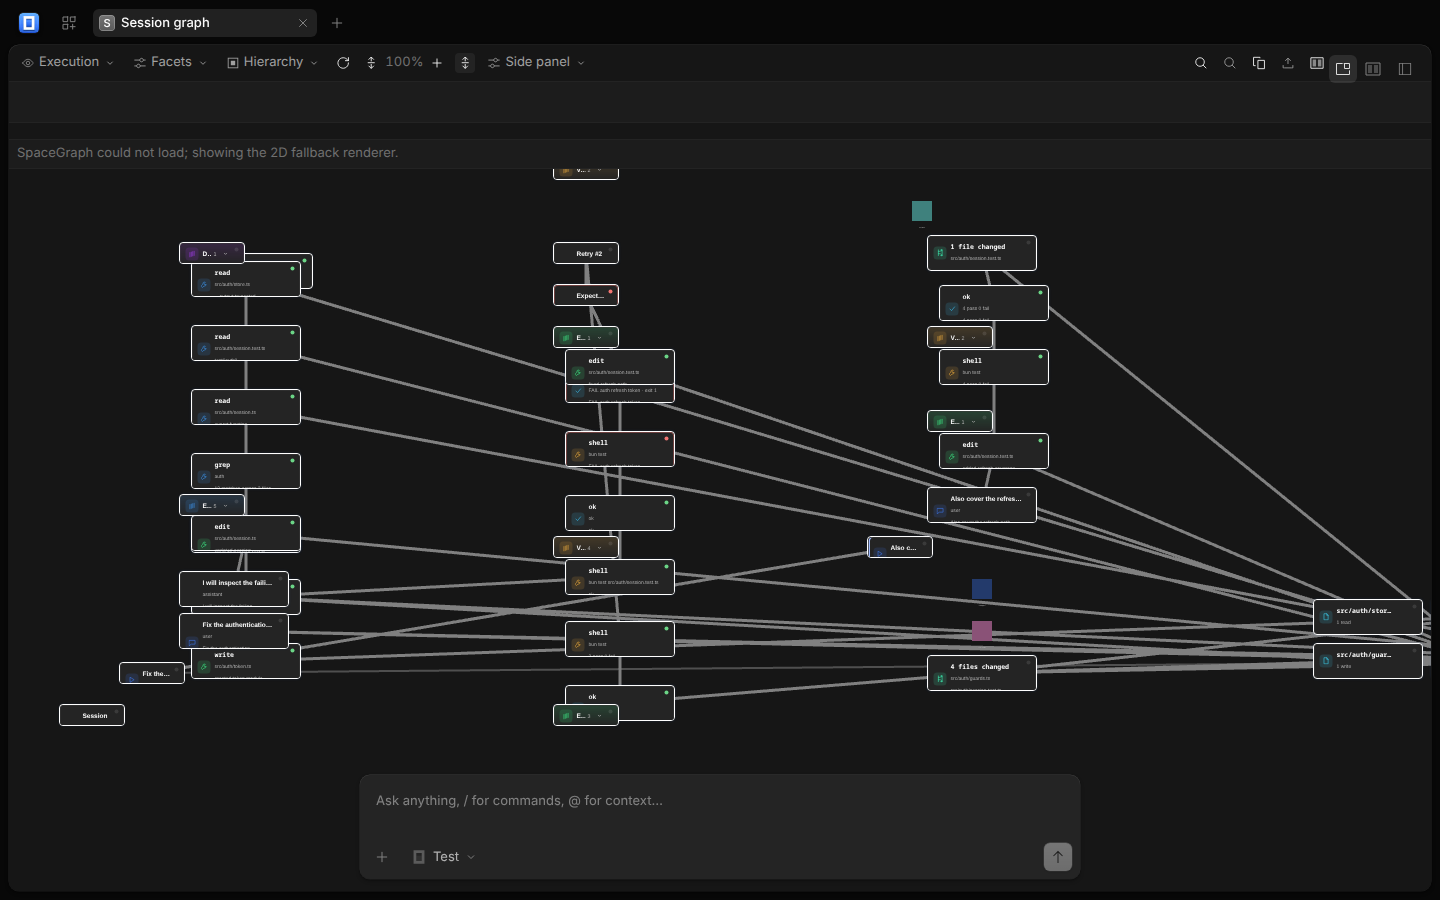 S Session graph
Execution
Facets
Hierarchy
100%
Side panel
SpaceGraph could not load; showing the 2D fallback renderer.
V...
D...
read
src/auth/store.ts
read
src/auth/session.test.ts
read
src/auth/session.ts
grep
auth
E...
edit
src/auth/session.ts
I will inspect the faili...
assistant
Fix the authenticatio...
user
write
src/auth/token.ts
Fix the...
Session
Retry #2
Expect...
E...
edit
src/auth/session.test.ts
FAIL auth refresh token · exit 1
shell
bun test
ok
ok
V...
shell
bun test src/auth/session.test.ts
shell
bun test
ok
E...
1 file changed
src/auth/session.test.ts
ok
V...
shell
bun test
E...
edit
src/auth/session.test.ts
Also cover the refres...
user
Also c...
4 files changed
src/auth/guard.ts
src/auth/stor...
1 read
src/auth/guar...
1 write
Ask anything, / for commands, @ for context...
Test